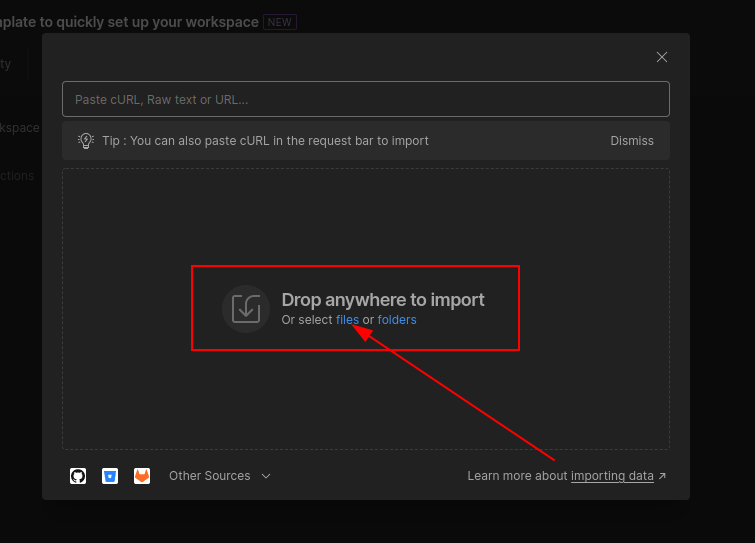 plate to quickly set up your workspace NEW
ty
Paste cURL, Raw text or URL...
kspace
Tip : You can also paste cURL in the request bar to import Dismiss
ctions
Drop anywhere to import
Or select files or folders
Other Sources
Learn more about importing data